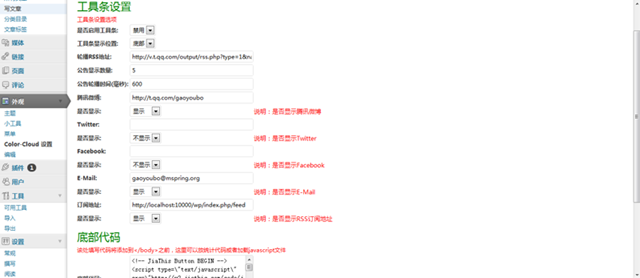 写文章
分类目录
文章标签
媒体
链接
页面
评论
外观
主题
小工具
菜单
Color-Cloud 设置
编辑
插件 1
用户
工具
可用工具
导入
导出
设置
常规
撰写
阅读
工具条设置
工具条设置选项
是否启用工具条: 禁用
工具条显示位置: 底部
轮播RSS地址: http://v.t.qq.com/output/rss.php?type=1&n
公告显示数量: 5
公告轮播时间(毫秒): 600
腾讯微博: http://t.qq.com/gaoyoubo
是否显示: 显示 说明：是否显示腾讯微博
Twitter:
是否显示: 不显示 说明：是否显示Twitter
Facebook:
是否显示: 不显示 说明：是否显示Facebook
E-Mail: gaoyoubo@mspring.org
是否显示: 显示 说明：是否显示E-Mail
订阅地址: http://localhost:10000/wp/index.php/feed
是否显示: 显示 说明：是否显示RSS订阅地址
底部代码
该处填写代码将添加到</body>之前，这里可以放统计代码或者加载javascript文件
<!-- JiaThis Button BEGIN -->
<script type=\"text/javascript\"